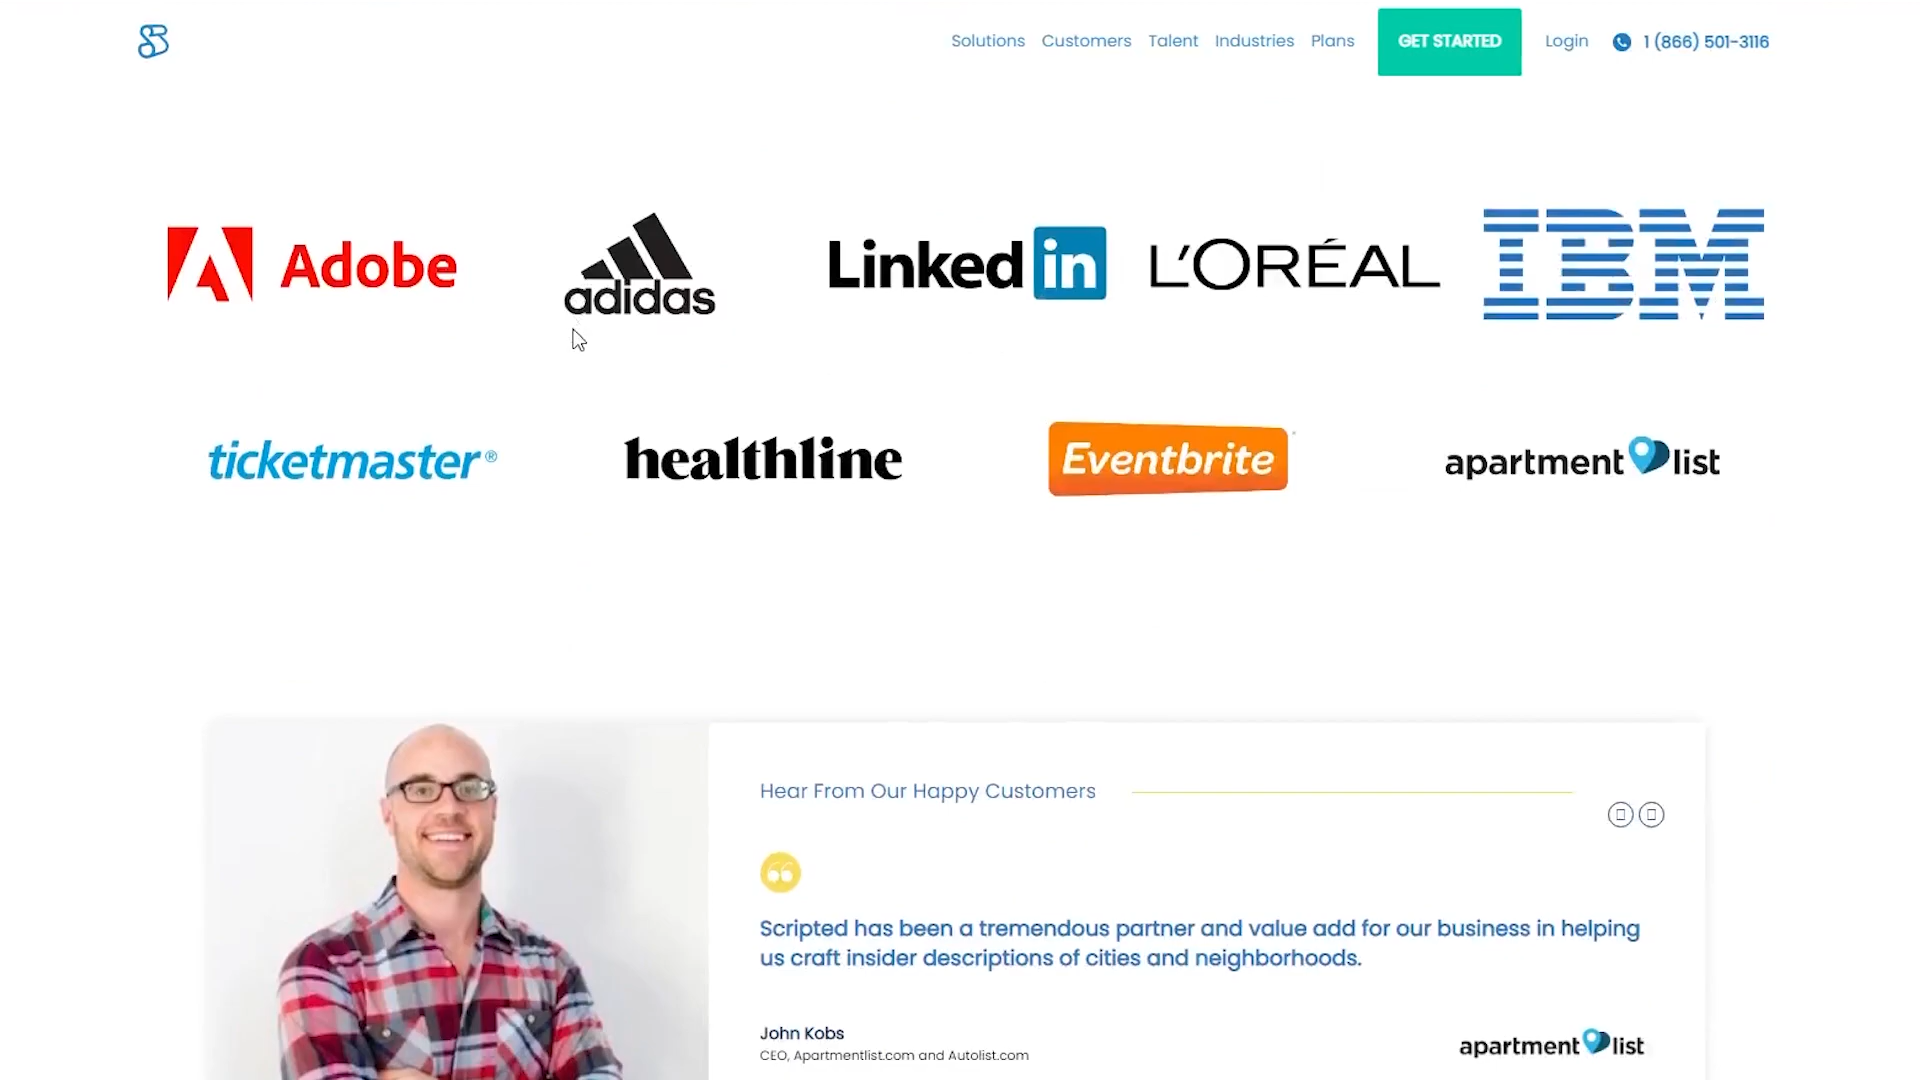 Solutions Customers Talent Industries Plans GET STARTED Login 1 (866) 501-3116
Adobe adidas Linked in L'ORÉAL IBM
ticketmaster® healthline Eventbrite apartment list
Hear From Our Happy Customers
Scripted has been a tremendous partner and value add for our business in helping
us craft insider descriptions of cities and neighborhoods.
John Kobs
CEO, Apartmentlist.com and Autolist.com
apartment list